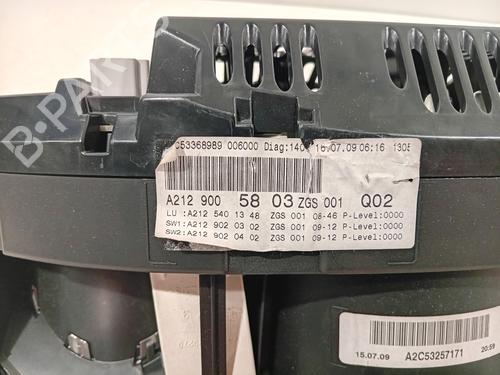 C53368989 006000 Diag:140 16.07.09 06:16 1305
A212 900 58 03 ZGS 001 Q02
LU :A212 540 13 48 ZGS 001 08-46 P-Level:0000
SW1:A212 902 03 02 ZGS 001 09-12 P-Level:0000
SW2:A212 902 04 02 ZGS 001 09-12 P-Level:0000
15.07.09 A2C53257171 20:59
B-PARTS